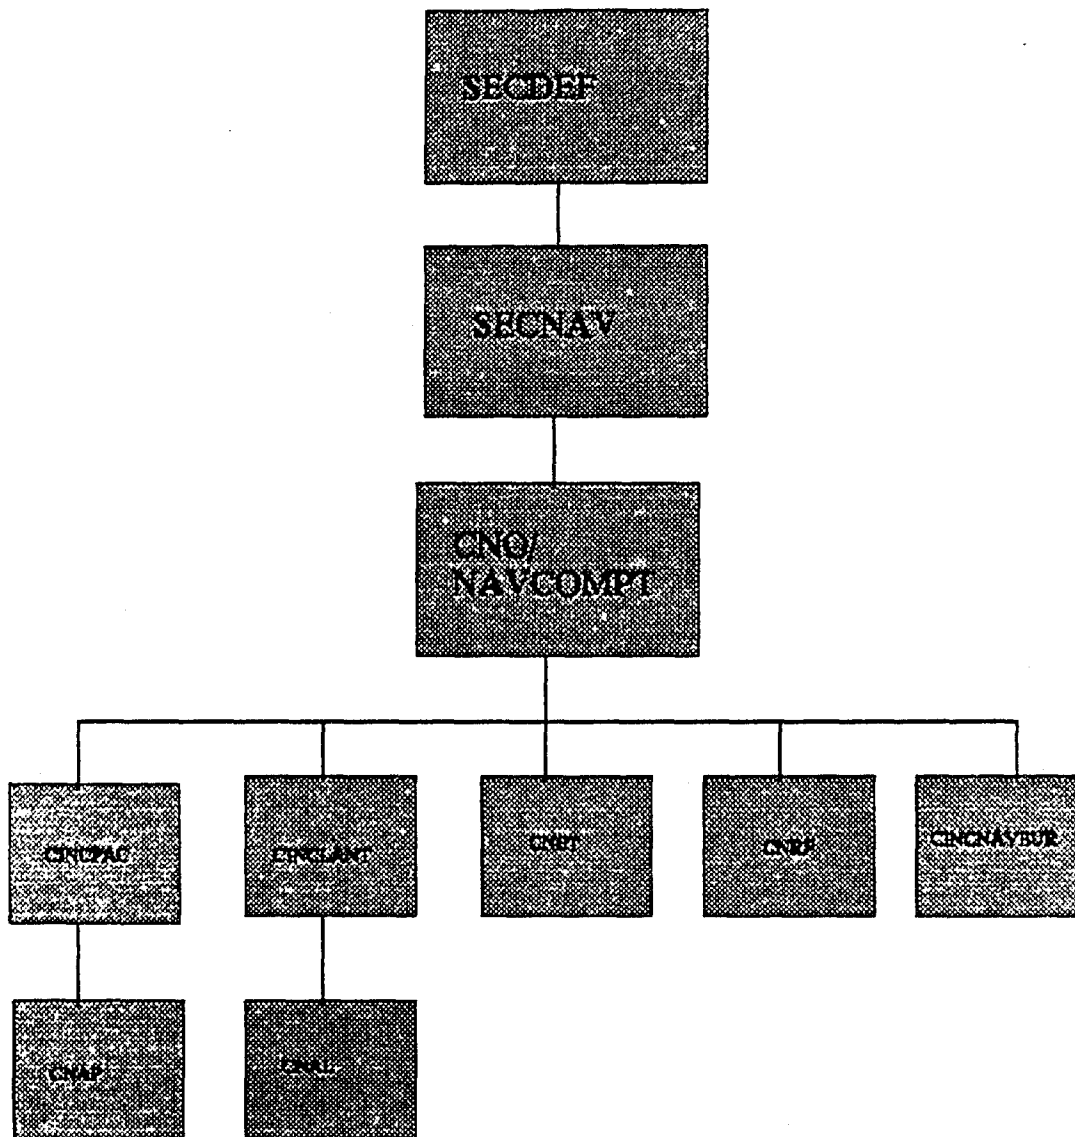 SECDEF
SECNAV
CNO/
NAVCOMPT
CINCPAC
CINCLANT
CNET
CNRF
CINCNAVEUR
CNAP
CNAL